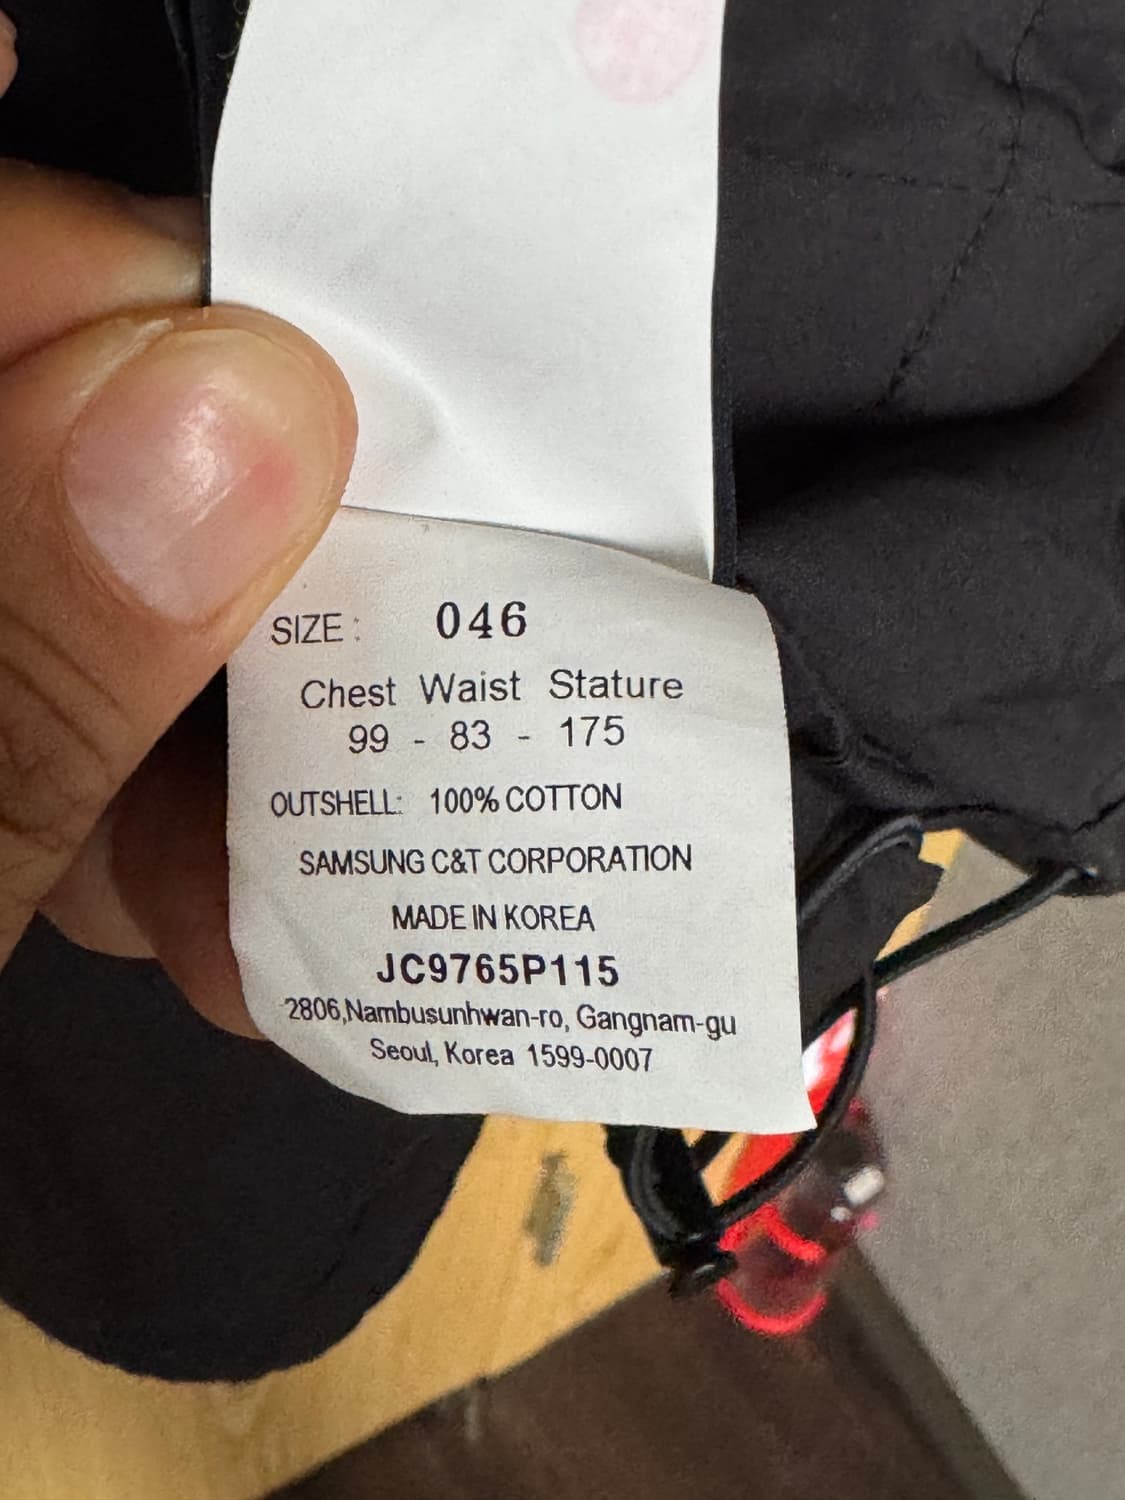 SIZE : 046
Chest Waist Stature
99 - 83 - 175
OUTSHELL: 100% COTTON
SAMSUNG C&T CORPORATION
MADE IN KOREA
JC9765P115
2806,Nambusunhwan-ro, Gangnam-gu
Seoul, Korea 1599-0007